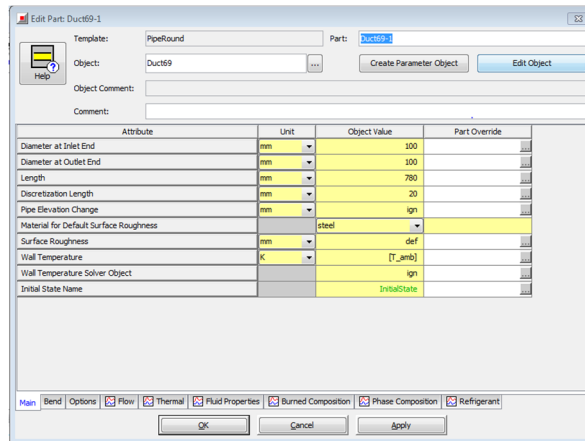 Edit Part: Duct69-1
Template: PipeRound Part: Duct69-1
Help
Object: Duct69 ... Create Parameter Object Edit Object
Object Comment:
Comment:
Attribute Unit Object Value Part Override
Diameter at Inlet End mm 100 ...
Diameter at Outlet End mm 100 ...
Length mm 780 ...
Discretization Length mm 20 ...
Pipe Elevation Change mm ign ...
Material for Default Surface Roughness steel
Surface Roughness mm def ...
Wall Temperature K [T_amb] ...
Wall Temperature Solver Object ign ...
Initial State Name InitialState ...
Main Bend Options Flow Thermal Fluid Properties Burned Composition Phase Composition Refrigerant
OK Cancel Apply